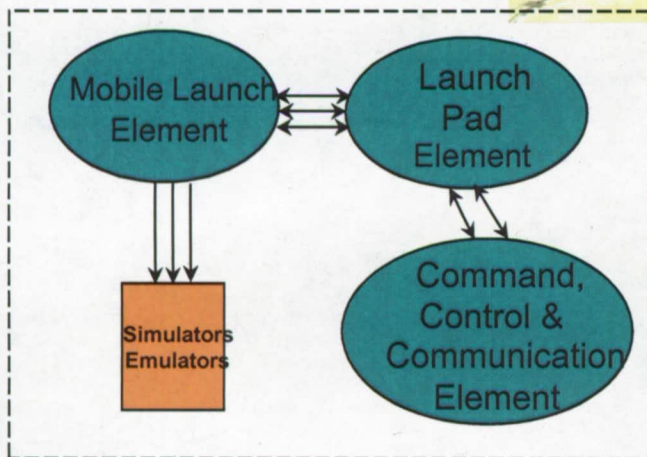 Mobile Launch
Element
Launch
Pad
Element
Simulators
Emulators
Command,
Control &
Communication
Element